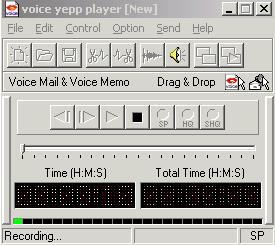 voice yepp player [New]
File Edit Control Option Send Help
Voice Mail & Voice Memo Drag & Drop
SP HQ SHQ
Time (H:M:S) Total Time (H:M:S)
Recording... SP